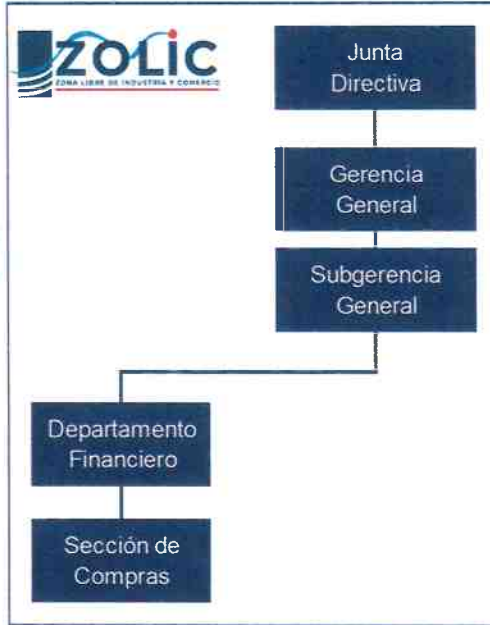 ZOLIC
ZONA LIBRE DE INDUSTRIA Y COMERCIO
Junta
Directiva
Gerencia
General
Subgerencia
General
Departamento
Financiero
Sección de
Compras